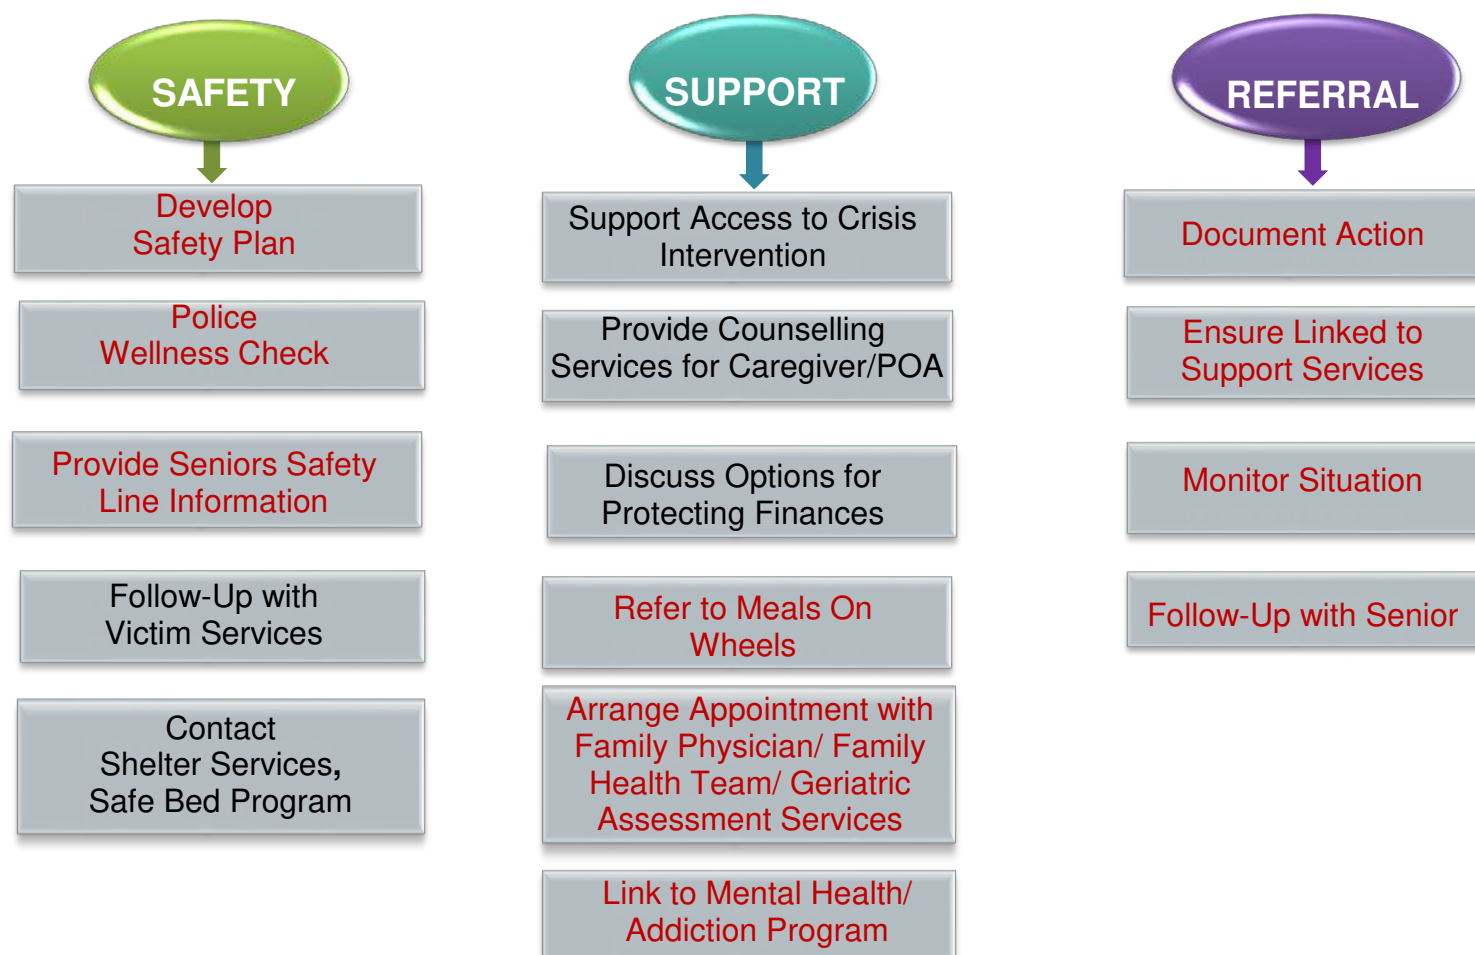 SAFETY
Develop
Safety Plan
Police
Wellness Check
Provide Seniors Safety
Line Information
Follow-Up with
Victim Services
Contact
Shelter Services,
Safe Bed Program
SUPPORT
Support Access to Crisis
Intervention
Provide Counselling
Services for Caregiver/POA
Discuss Options for
Protecting Finances
Refer to Meals On
Wheels
Arrange Appointment with
Family Physician/ Family
Health Team/ Geriatric
Assessment Services
Link to Mental Health/
Addiction Program
REFERRAL
Document Action
Ensure Linked to
Support Services
Monitor Situation
Follow-Up with Senior